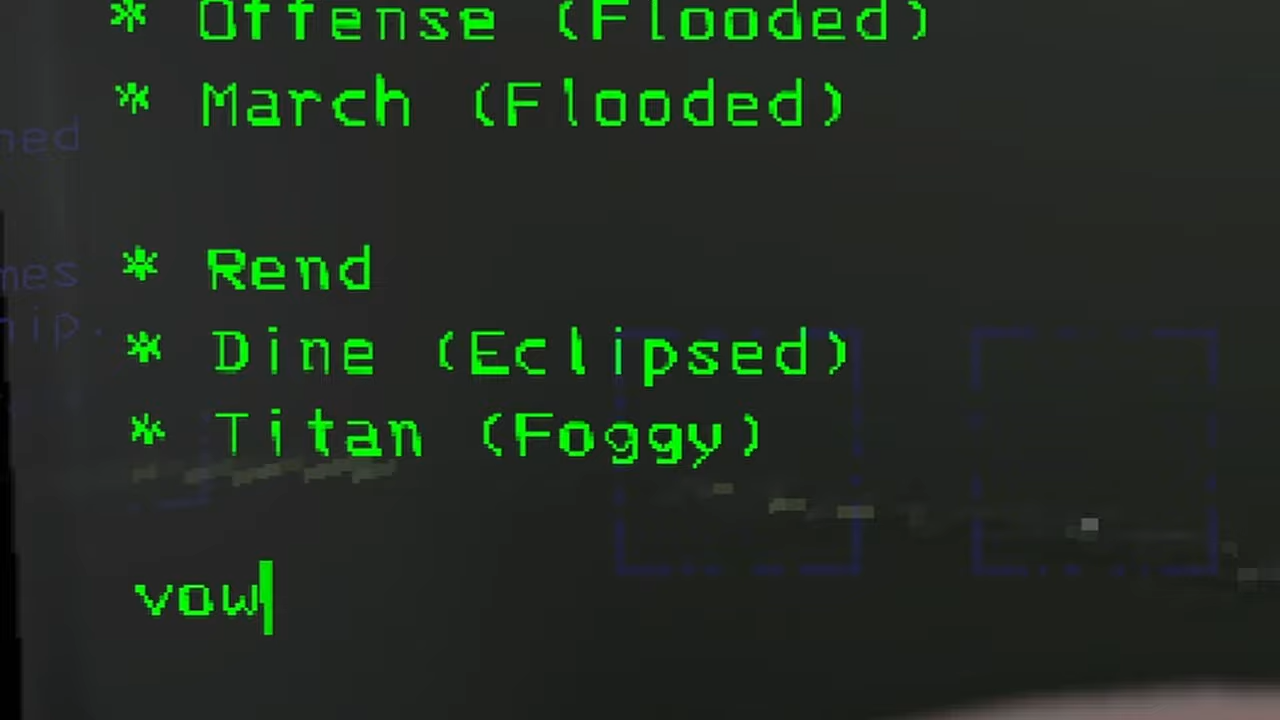 * Offense (Flooded)
* March (Flooded)
* Rend
* Dine (Eclipsed)
* Titan (Foggy)
vow